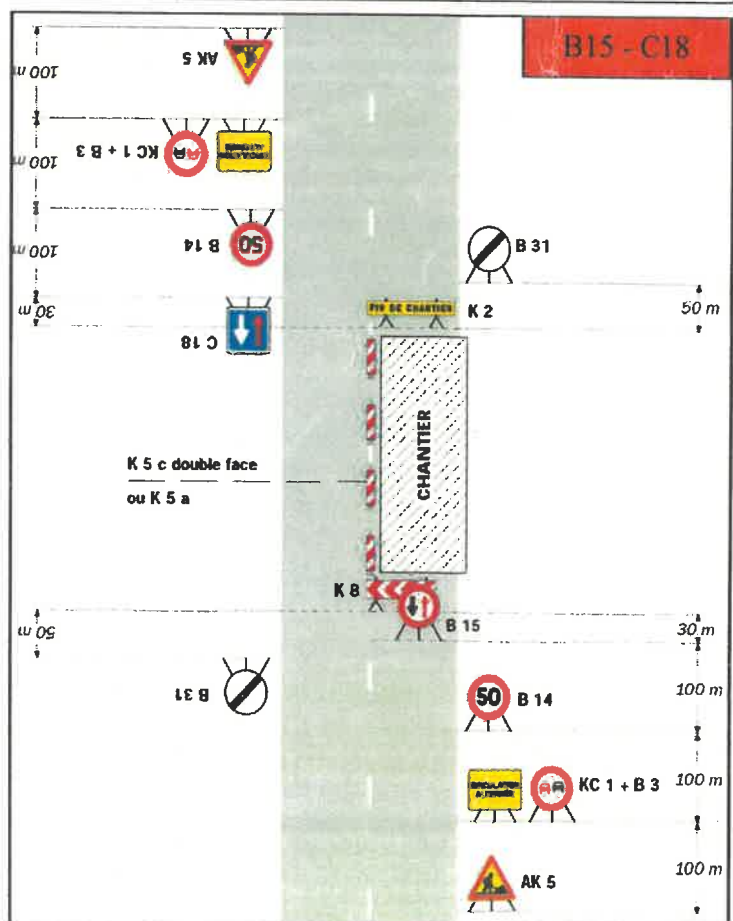 B15 - C18
AK 5
100 m
KC 1 + B 3
100 m
50
B 14
100 m
B 31
30 m
FIN DE CHANTIER
K 2
50 m
C 18
K 5 c double face
ou K 5 a
CHANTIER
K 8
B 15
50 m
30 m
B 31
50
B 14
100 m
CIRCULATION
ALTERNÉE
KC 1 + B 3
100 m
AK 5
100 m